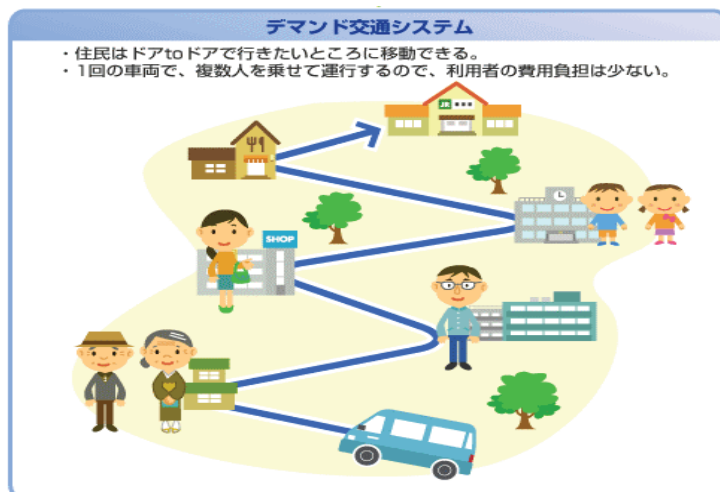 デマンド交通システム
・住民はドアtoドアで行きたいところに移動できる。
・1回の車両で、複数人を乗せて運行するので、利用者の費用負担は少ない。
JR
SHOP